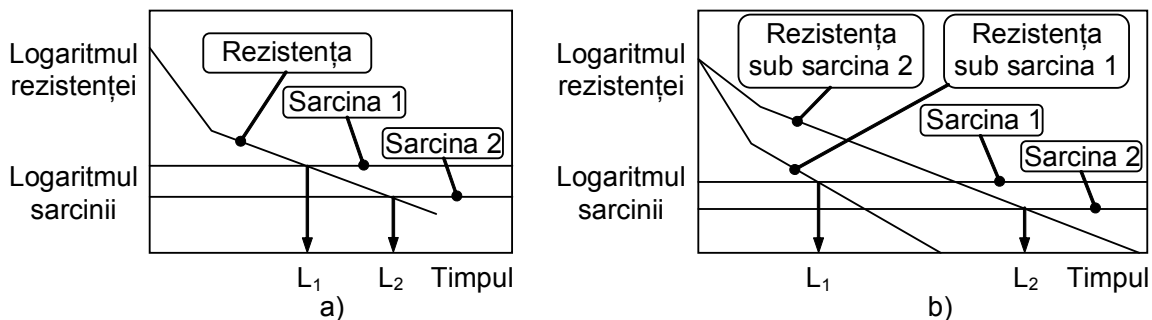 Logaritmul
rezistenței
Rezistența
Sarcina 1
Sarcina 2
Logaritmul
sarcinii
L₁
L₂
Timpul
a)
Logaritmul
rezistenței
Rezistența
sub sarcina 2
Rezistența
sub sarcina 1
Sarcina 1
Sarcina 2
Logaritmul
sarcinii
L₁
L₂
Timpul
b)